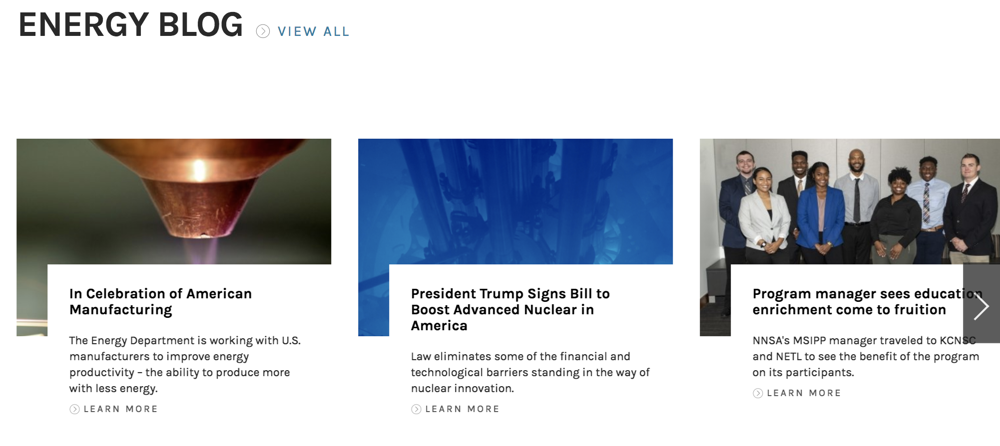 ENERGY BLOG VIEW ALL
In Celebration of American
Manufacturing
The Energy Department is working with U.S.
manufacturers to improve energy
productivity – the ability to produce more
with less energy.
LEARN MORE
President Trump Signs Bill to
Boost Advanced Nuclear in
America
Law eliminates some of the financial and
technological barriers standing in the way of
nuclear innovation.
LEARN MORE
Program manager sees education
enrichment come to fruition
NNSA's MSIPP manager traveled to KCNSC
and NETL to see the benefit of the program
on its participants.
LEARN MORE